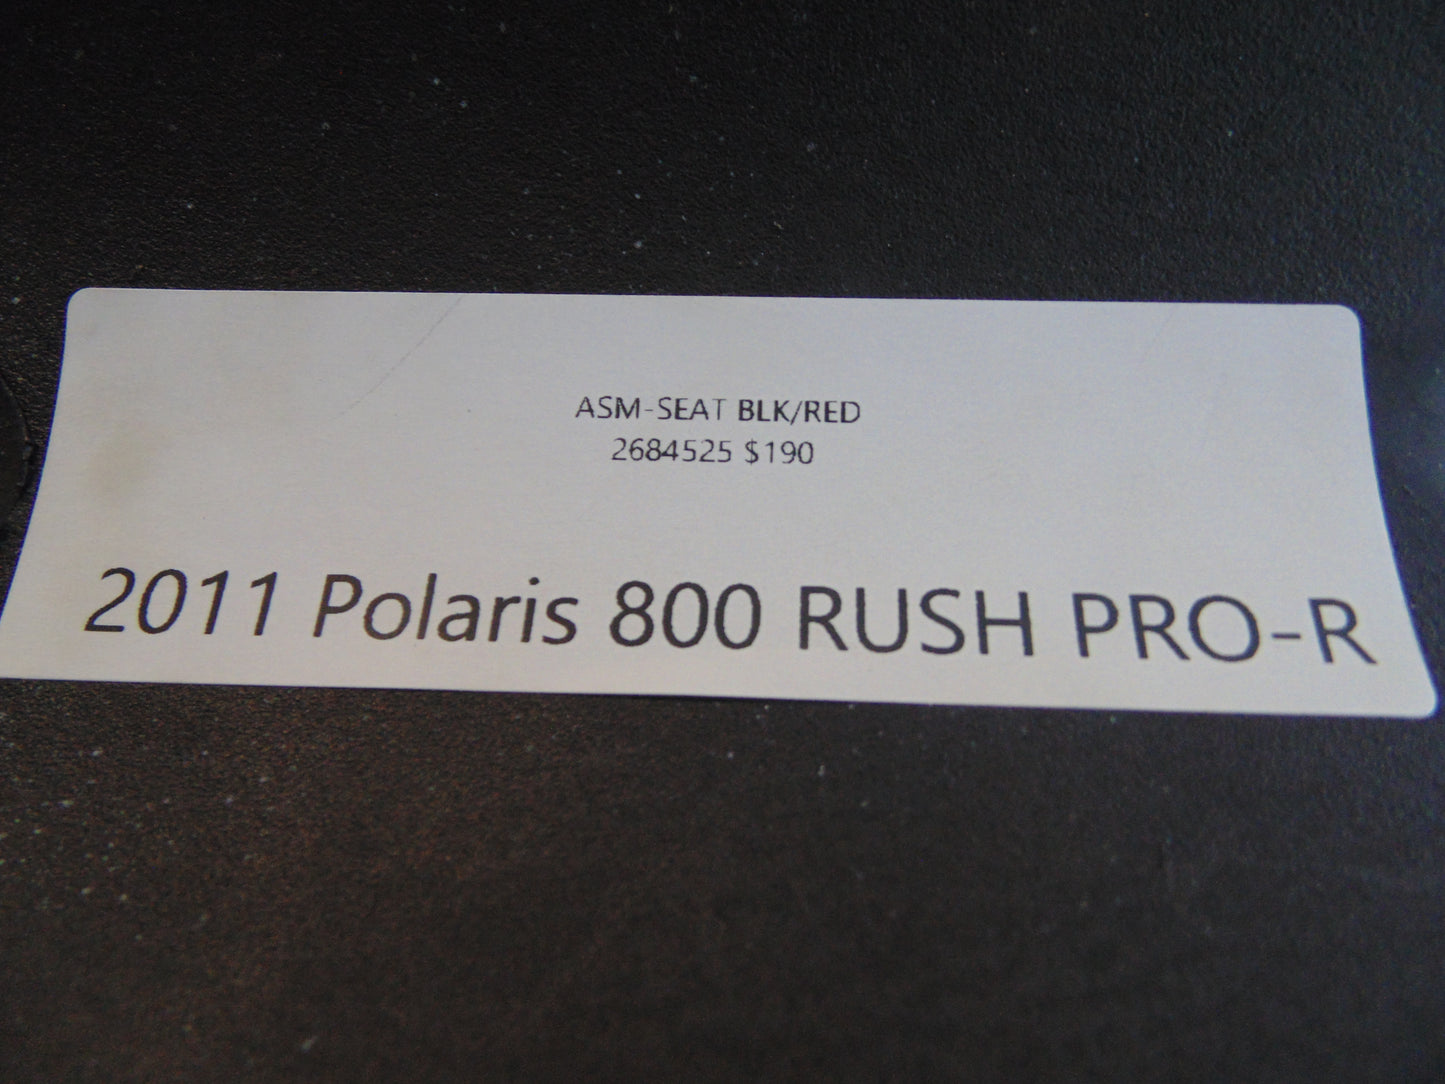 ASM-SEAT BLK/RED
2684525 $190
2011 Polaris 800 RUSH PRO-R